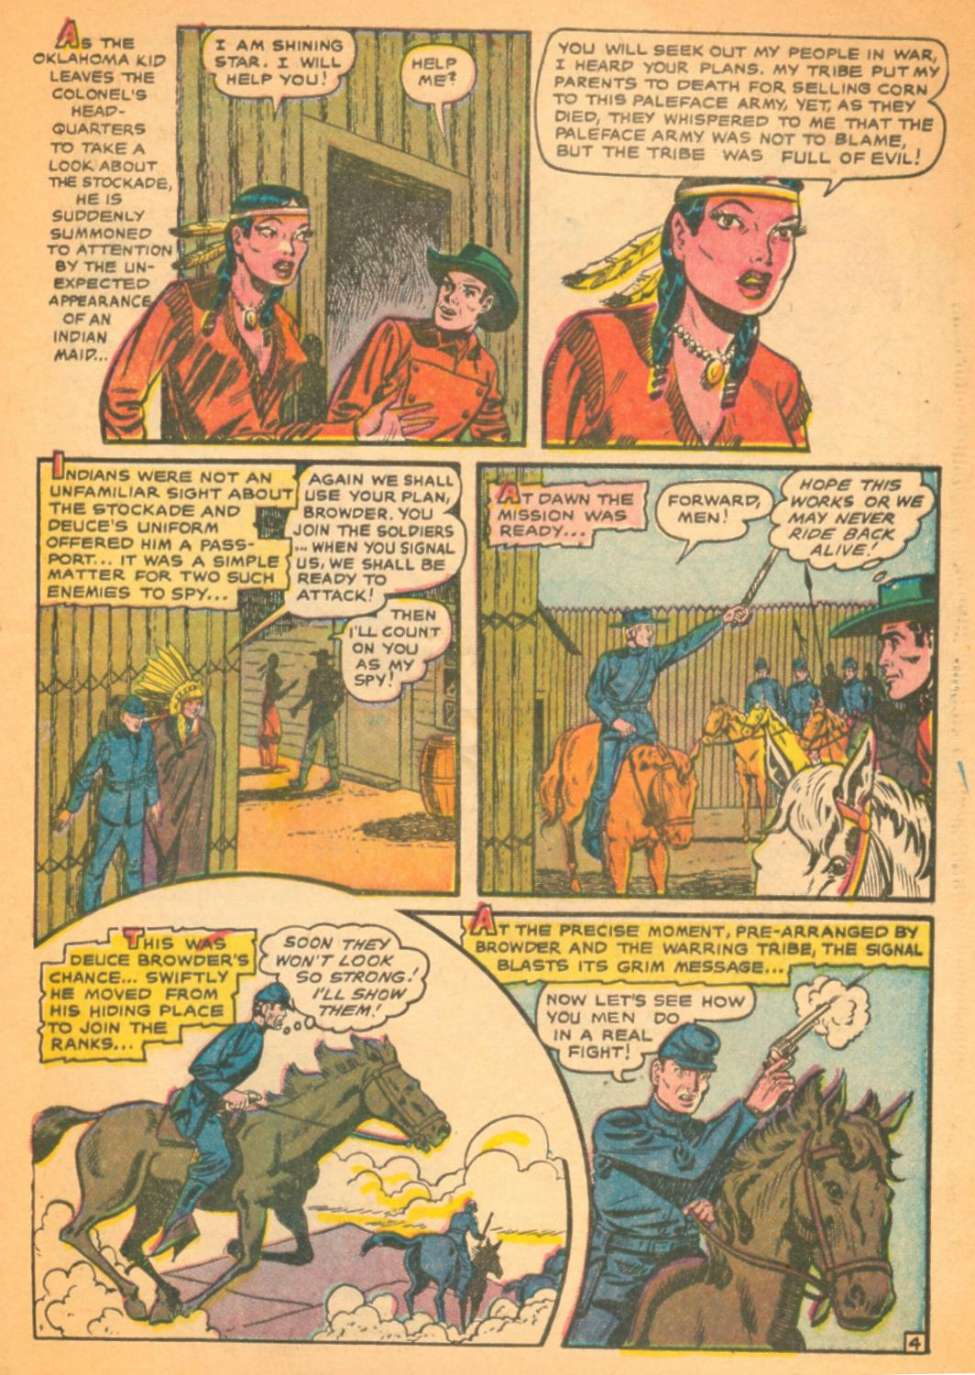 AS THE
OKLAHOMA KID
LEAVES THE
COLONEL'S
HEAD-
QUARTERS
TO TAKE A
LOOK ABOUT
THE STOCKADE,
HE IS
SUDDENLY
SUMMONED
TO ATTENTION
BY THE UN-
EXPECTED
APPEARANCE
OF AN
INDIAN
MAID...
I AM SHINING
STAR. I WILL
HELP YOU!
HELP
ME?
YOU WILL SEEK OUT MY PEOPLE IN WAR,
I HEARD YOUR PLANS. MY TRIBE PUT MY
PARENTS TO DEATH FOR SELLING CORN
TO THIS PALEFACE ARMY, YET, AS THEY
DIED, THEY WHISPERED TO ME THAT THE
PALEFACE ARMY WAS NOT TO BLAME,
BUT THE TRIBE WAS FULL OF EVIL!
INDIANS WERE NOT AN
UNFAMILIAR SIGHT ABOUT
THE STOCKADE AND
DEUCE'S UNIFORM
OFFERED HIM A PASS-
PORT... IT WAS A SIMPLE
MATTER FOR TWO SUCH
ENEMIES TO SPY...
AGAIN WE SHALL
USE YOUR PLAN,
BROWDER. YOU
JOIN THE SOLDIERS
... WHEN YOU SIGNAL
US, WE SHALL BE
READY TO
ATTACK!
THEN
I'LL COUNT
ON YOU
AS MY
SPY!
AT DAWN THE
MISSION WAS
READY...
FORWARD,
MEN!
HOPE THIS
WORKS OR WE
MAY NEVER
RIDE BACK
ALIVE!
THIS WAS
DEUCE BROWDER'S
CHANCE... SWIFTLY
HE MOVED FROM
HIS HIDING PLACE
TO JOIN THE
RANKS...
SOON THEY
WON'T LOOK
SO STRONG!
I'LL SHOW
THEM!
AT THE PRECISE MOMENT, PRE-ARRANGED BY
BROWDER AND THE WARRING TRIBE, THE SIGNAL
BLASTS ITS GRIM MESSAGE...
NOW LET'S SEE HOW
YOU MEN DO
IN A REAL
FIGHT!
4